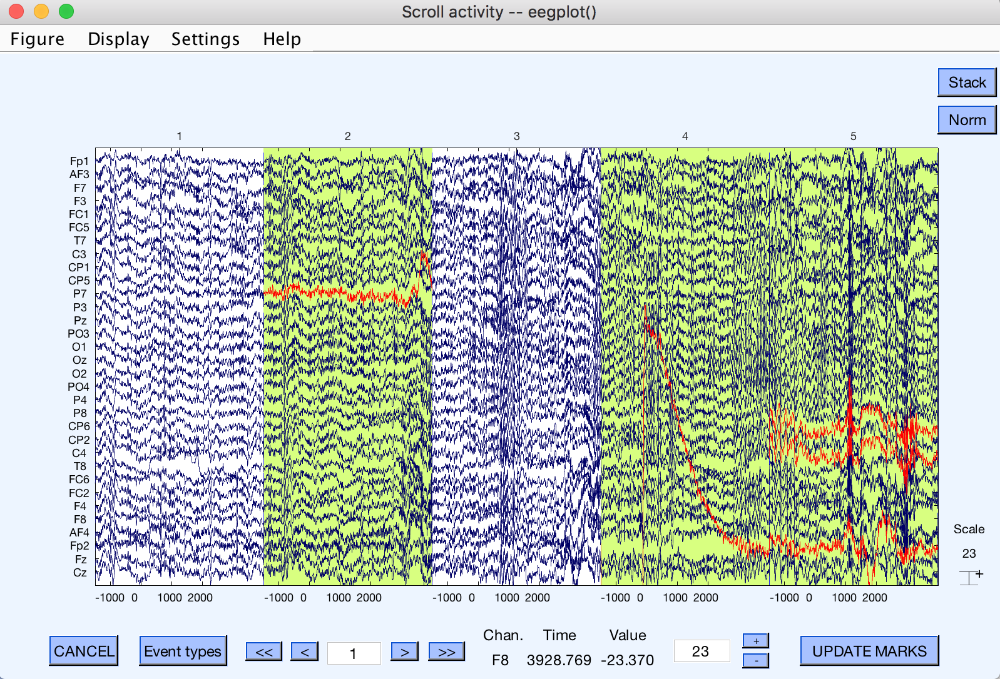 Scroll activity -- eegplot()
Figure Display Settings Help
Stack
Norm
1 2 3 4 5
Fp1
AF3
F7
F3
FC1
FC5
T7
C3
CP1
CP5
P7
P3
Pz
PO3
O1
Oz
O2
PO4
P4
P8
CP6
CP2
C4
T8
FC6
FC2
F4
F8
AF4
Fp2
Fz
Cz
Scale
23
+
-1000 0 1000 2000 -1000 0 1000 2000 -1000 0 1000 2000 -1000 0 1000 2000 -1000 0 1000 2000
Chan. Time Value
F8 3928.769 -23.370
CANCEL Event types << < 1 > >> 23 + - UPDATE MARKS